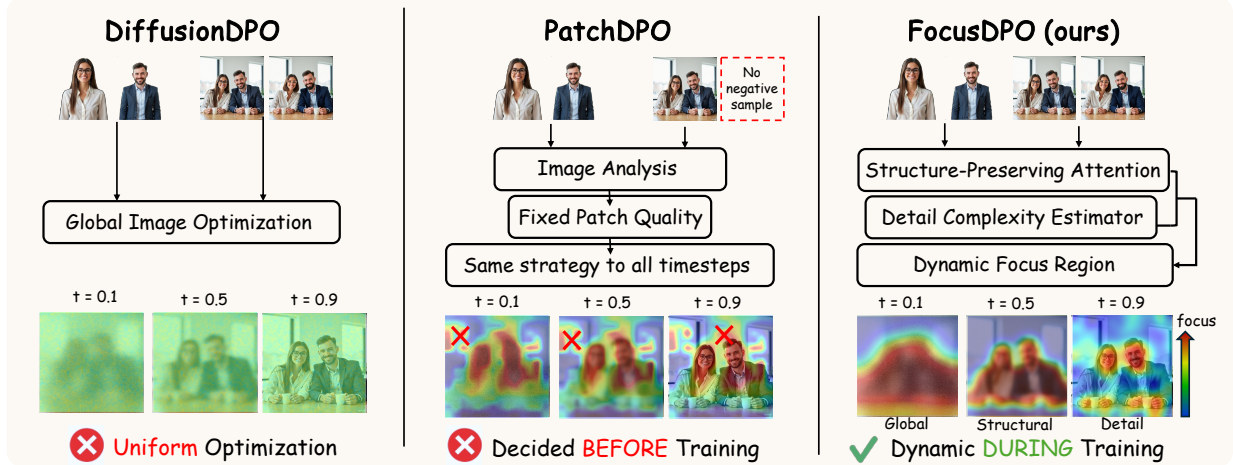 DiffusionDPO
Global Image Optimization
t = 0.1
t = 0.5
t = 0.9
Uniform Optimization
PatchDPO
No
negative
sample
Image Analysis
Fixed Patch Quality
Same strategy to all timesteps
t = 0.1
t = 0.5
t = 0.9
Decided BEFORE Training
FocusDPO (ours)
Structure-Preserving Attention
Detail Complexity Estimator
Dynamic Focus Region
t = 0.1
t = 0.5
t = 0.9
focus
Global
Structural
Detail
Dynamic DURING Training